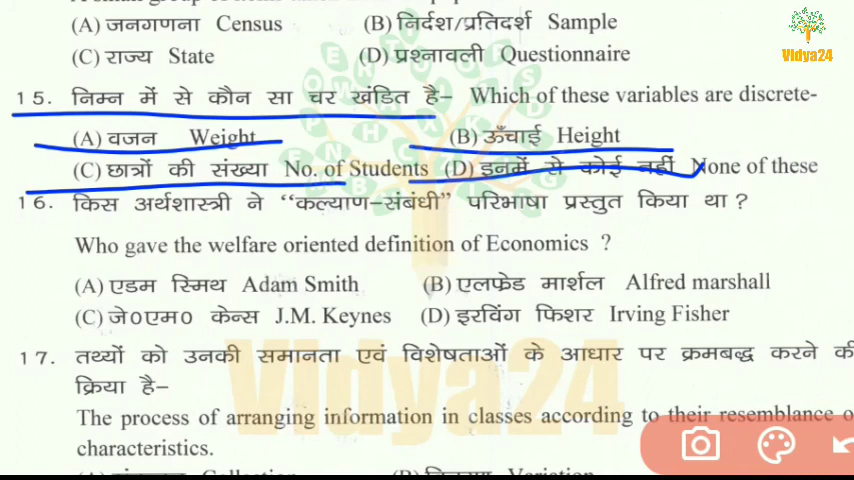 (A) जनगणना Census (B) निर्दश/प्रतिदर्श Sample
(C) राज्य State (D) प्रश्नावली Questionnaire
Vidya24
15. निम्न में से कौन सा चर खंडित है– Which of these variables are discrete-
(A) वजन Weight (B) ऊँचाई Height
(C) छात्रों की संख्या No. of Students (D) इनमें से कोई नहीं None of these
16. किस अर्थशास्त्री ने “कल्याण-संबंधी” परिभाषा प्रस्तुत किया था ?
Who gave the welfare oriented definition of Economics ?
(A) एडम स्मिथ Adam Smith (B) एलफेड मार्शल Alfred marshall
(C) जे०एम० केन्स J.M. Keynes (D) इरविंग फिशर Irving Fisher
17. तथ्यों को उनकी समानता एवं विशेषताओं के आधार पर क्रमबद्ध करने की
क्रिया है–
The process of arranging information in classes according to their resemblance
characteristics.
Vidya24